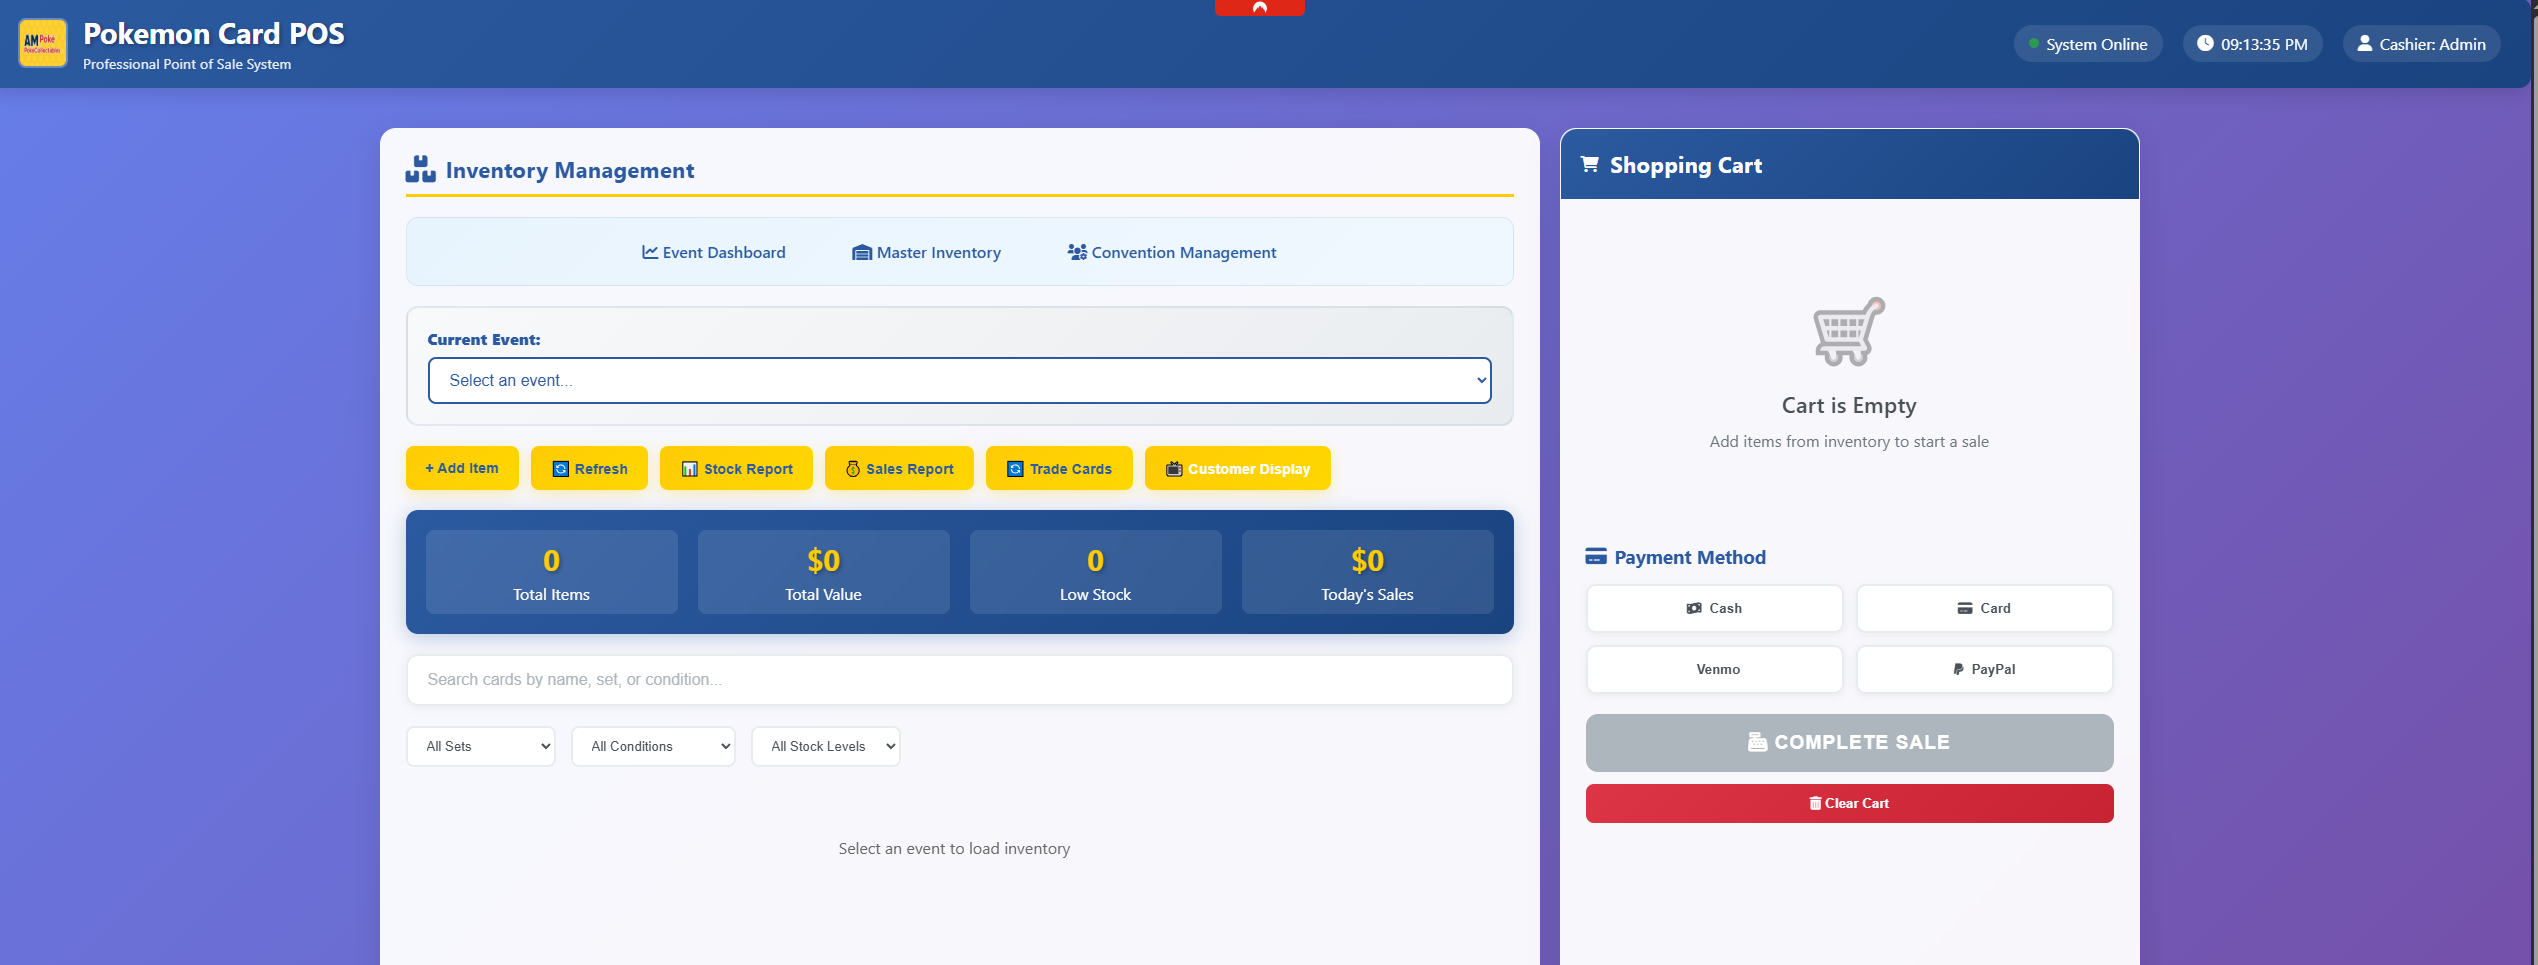 AM Poke
PokeCollectables
Pokemon Card POS
Professional Point of Sale System
System Online
09:13:35 PM
Cashier: Admin
Inventory Management
Event Dashboard
Master Inventory
Convention Management
Current Event:
Select an event...
+ Add Item
Refresh
Stock Report
Sales Report
Trade Cards
Customer Display
0
Total Items
$0
Total Value
0
Low Stock
$0
Today's Sales
Search cards by name, set, or condition...
All Sets
All Conditions
All Stock Levels
Select an event to load inventory
Shopping Cart
Cart is Empty
Add items from inventory to start a sale
Payment Method
Cash
Card
Venmo
PayPal
COMPLETE SALE
Clear Cart